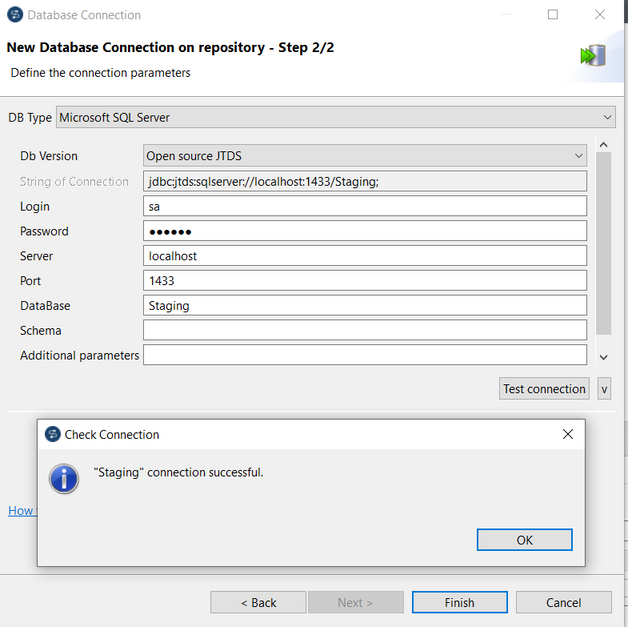 Database Connection
New Database Connection on repository - Step 2/2
Define the connection parameters
DB Type Microsoft SQL Server
Db Version Open source JTDS
String of Connection jdbc:jtds:sqlserver://localhost:1433/Staging;
Login sa
Password ●●●●●●
Server localhost
Port 1433
DataBase Staging
Schema
Additional parameters
Test connection v
Check Connection
"Staging" connection successful.
How
OK
< Back Next > Finish Cancel